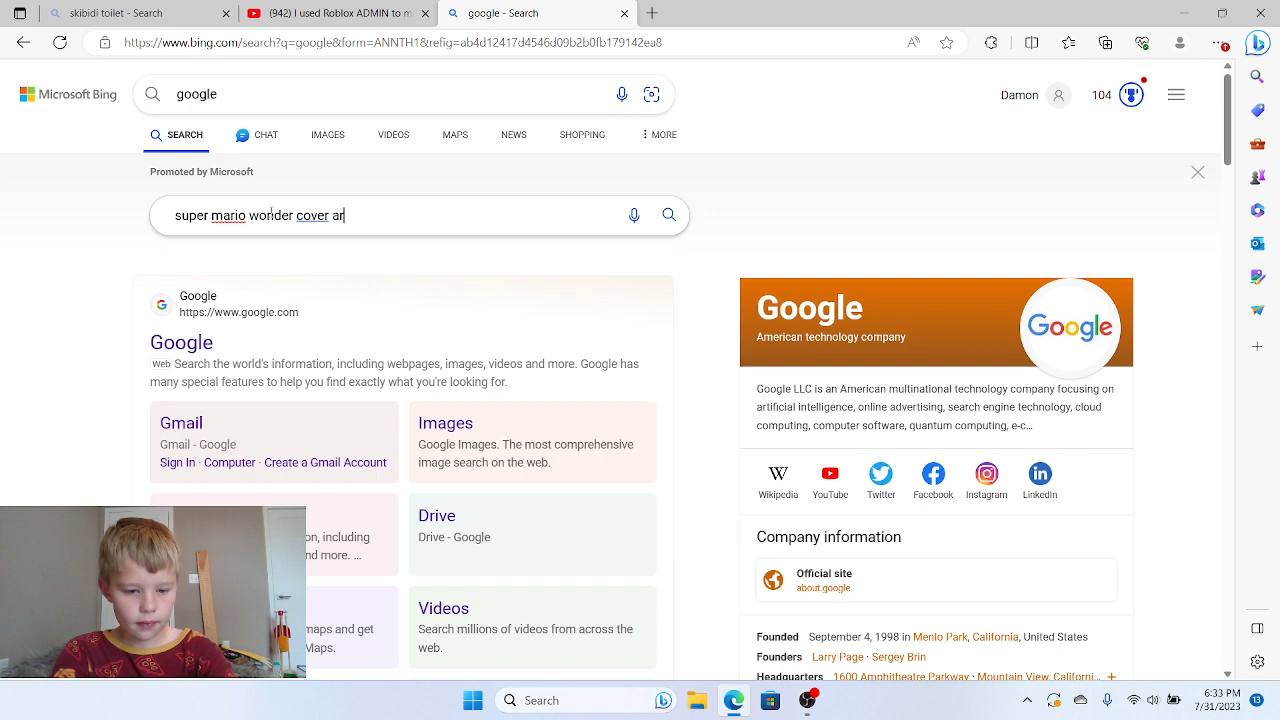 skibidi toilet - Search
(942) I used Roblox ADMIN to m
google - Search
https://www.bing.com/search?q=google&form=ANNTH1&refig=ab4d12417d4546d09b2b0fb179142ea8
Microsoft Bing
google
Damon
104
SEARCH
CHAT
IMAGES
VIDEOS
MAPS
NEWS
SHOPPING
MORE
Promoted by Microsoft
super mario wonder cover ar
Google
https://www.google.com
Google
Web Search the world's information, including webpages, images, videos and more. Google has
many special features to help you find exactly what you're looking for.
Gmail
Gmail - Google
Sign In · Computer · Create a Gmail Account
Images
Google Images. The most comprehensive
image search on the web.
on, including
nd more. ...
Drive
Drive - Google
maps and get
Maps.
Videos
Search millions of videos from across the
web.
Google
American technology company
Google
Google LLC is an American multinational technology company focusing on
artificial intelligence, online advertising, search engine technology, cloud
computing, computer software, quantum computing, e-c...
Wikipedia
YouTube
Twitter
Facebook
Instagram
LinkedIn
Company information
Official site
about.google
Founded September 4, 1998 in Menlo Park, California, United States
Founders Larry Page · Sergey Brin
Headquarters 1600 Amphitheatre Parkway · Mountain View, Californi... +
Search
6:33 PM
7/31/2023
13